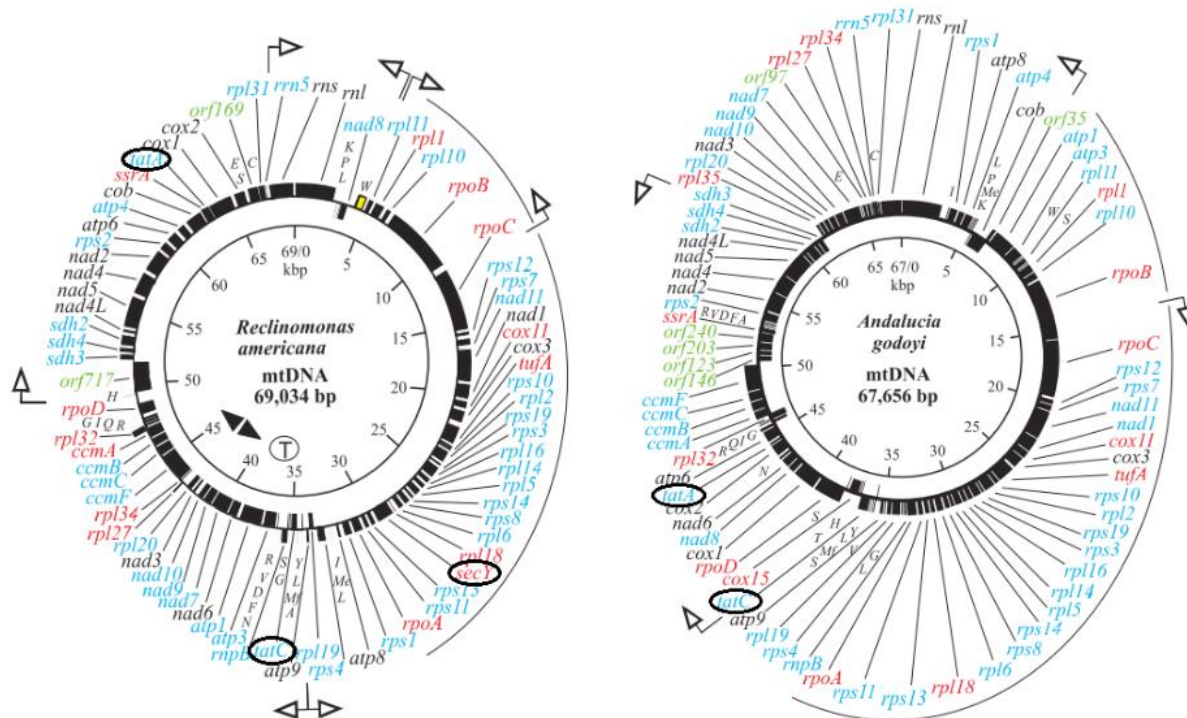 rpl31
rrn5
rns
rnl
nad8
rpl11
rpl1
rpl10
rpoB
rpoC
rps12
rps7
nad11
nad1
cox11
cox3
tufA
rps10
rpl2
rps19
rps3
rpl16
rpl14
rpl5
rps14
rps8
rpl6
rpl18
secY
rps13
rps11
rpoA
rps1
atp8
rps4
rpl19
atp9
tatC
rnpB
atp3
atp1
nad6
nad7
nad9
nad10
nad3
rpl20
rpl27
rpl34
ccmF
ccmC
ccmB
ccmA
rpl32
G I Q R
rpoD
H
orf717
sdh3
sdh4
sdh2
nad4L
nad5
nad4
nad2
rps2
atp6
atp4
cob
ssrA
tatA
cox1
cox2
orf169
E
S
C
K
P
L
W
I
Me
L
Y
L
Mf
A
S
G
R
V
D
F
N
69/0
kbp
5
10
15
20
25
30
35
40
45
50
55
60
65
Reclinomonas
americana
mtDNA
69,034 bp
T
rpl31
rns
rnl
rps1
atp8
atp4
cob
orf35
atp1
atp3
rpl11
rpl1
rpl10
rpoB
rpoC
rps12
rps7
nad11
nad1
cox11
cox3
tufA
rps10
rpl2
rps19
rps3
rpl16
rpl14
rpl5
rps14
rps8
rpl6
rpl18
rps13
rps11
rpoA
rnpB
rps4
rpl19
atp9
tatC
cox15
rpoD
cox1
nad8
nad6
cox2
tatA
atp6
rpl32
R Q I G
N
ccmA
ccmB
ccmC
ccmF
orf146
orf123
orf203
orf240
ssrA
R V D F A
rps2
nad2
nad4
nad5
nad4L
sdh2
sdh4
sdh3
rpl35
rpl20
nad3
nad10
nad9
nad7
orf97
rpl27
rpl34
rrn5
E
C
I
L
P
Me
K
W
S
S
T
S
H
L
Mf
Y
V
G
L
67/0
kbp
5
10
15
20
25
30
35
40
45
50
55
60
65
Andalucia
godoyi
mtDNA
67,656 bp